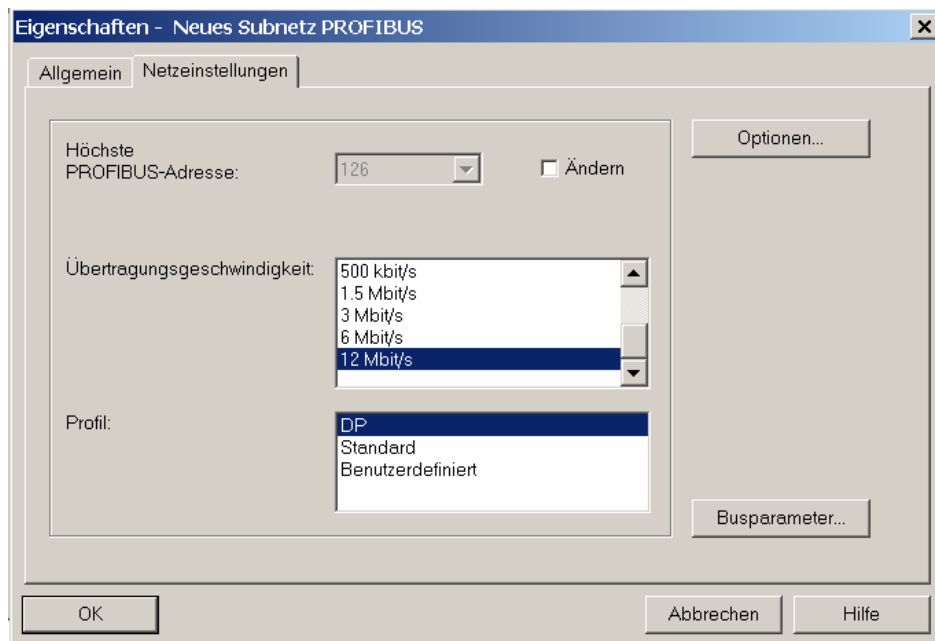 Eigenschaften - Neues Subnetz PROFIBUS
Allgemein
Netzeinstellungen
Höchste
PROFIBUS-Adresse:
126
Ändern
Optionen...
Übertragungsgeschwindigkeit:
500 kbit/s
1.5 Mbit/s
3 Mbit/s
6 Mbit/s
12 Mbit/s
Profil:
DP
Standard
Benutzerdefiniert
Busparameter...
OK
Abbrechen
Hilfe